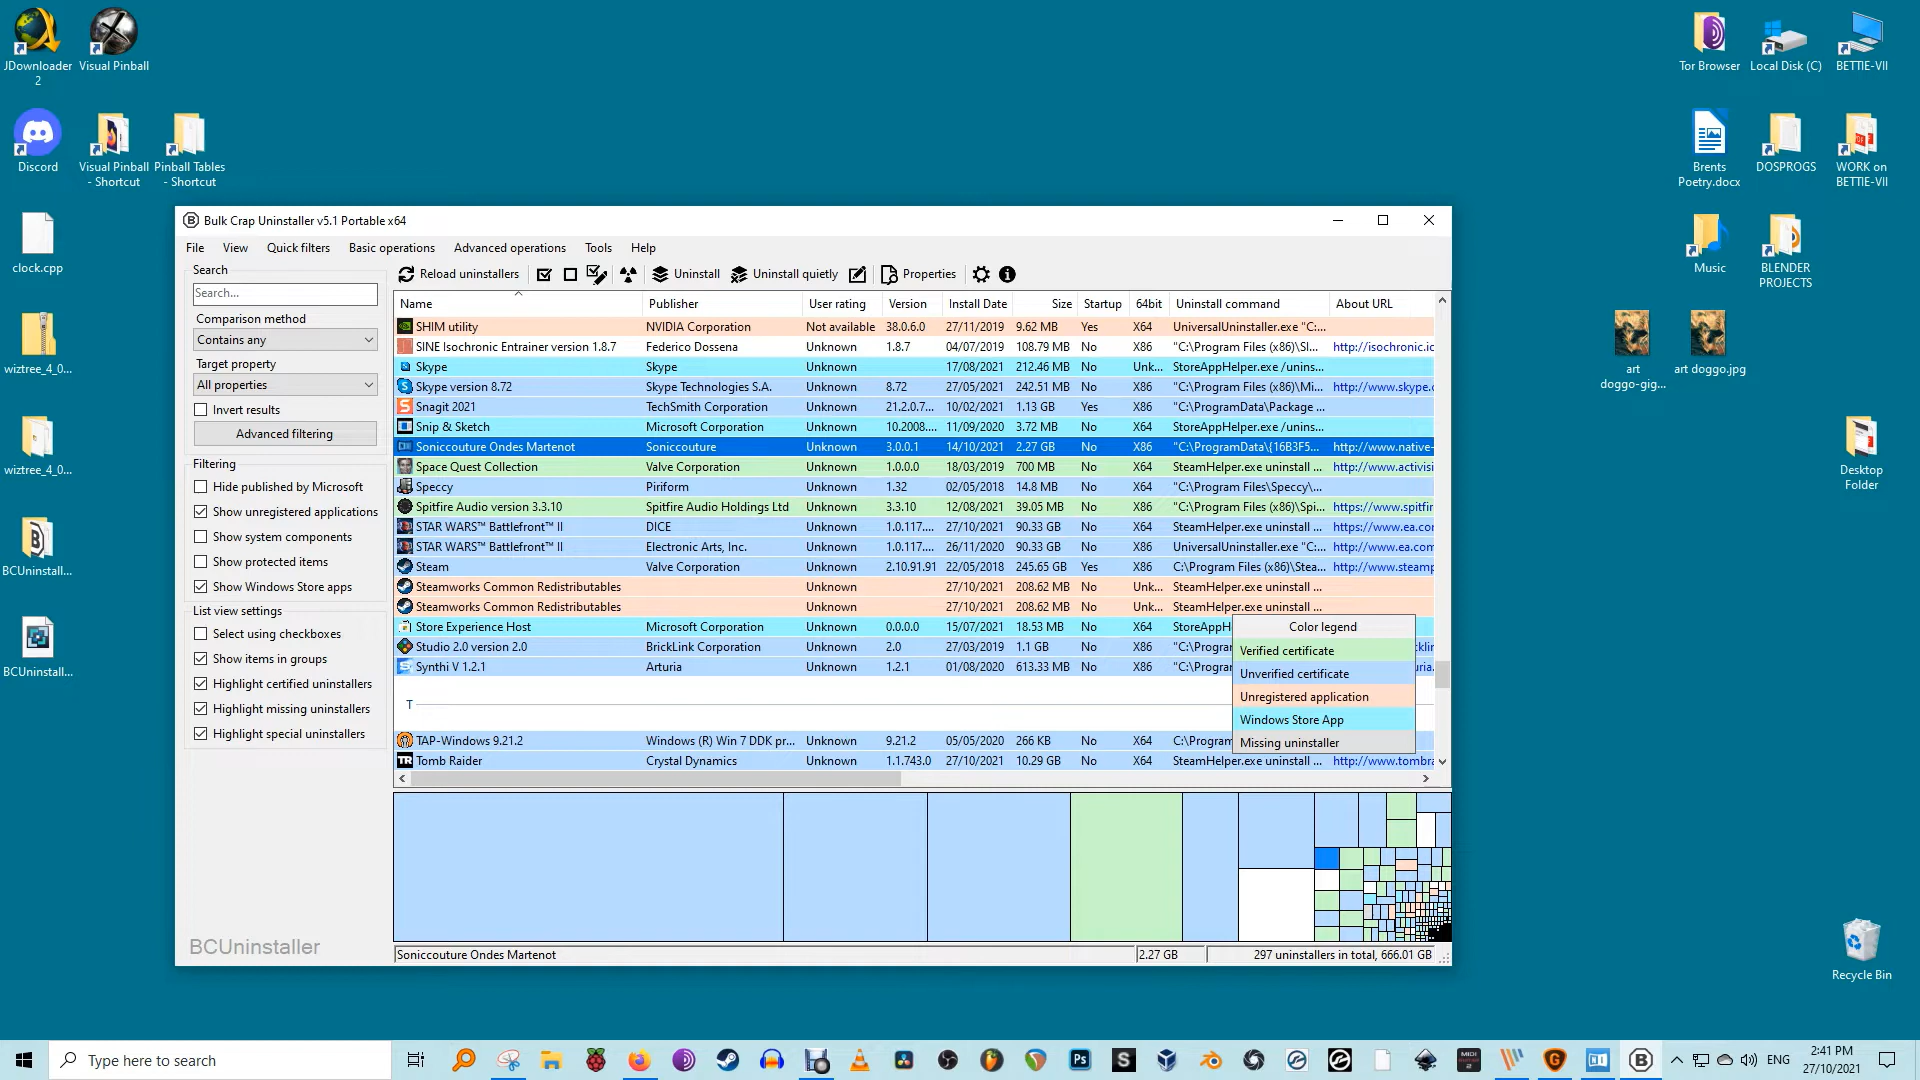 JDownloader
2
Visual Pinball
Tor Browser
Local Disk (C)
BETTIE-VII
Discord
Visual Pinball
- Shortcut
Pinball Tables
- Shortcut
Brents
Poetry.docx
DOSPROGS
WORK on
BETTIE-VII
clock.cpp
Music
BLENDER
PROJECTS
wiztree_4_0...
art
doggo-gig...
art doggo.jpg
wiztree_4_0...
Desktop
Folder
BCUninstall...
BCUninstall...
Recycle Bin
Bulk Crap Uninstaller v5.1 Portable x64
File View Quick filters Basic operations Advanced operations Tools Help
Search
Search...
Comparison method
Contains any
Target property
All properties
Invert results
Advanced filtering
Filtering
Hide published by Microsoft
Show unregistered applications
Show system components
Show protected items
Show Windows Store apps
List view settings
Select using checkboxes
Show items in groups
Highlight certified uninstallers
Highlight missing uninstallers
Highlight special uninstallers
BCUninstaller
Reload uninstallers Uninstall Uninstall quietly Properties
Name Publisher User rating Version Install Date Size Startup 64bit Uninstall command About URL
SHIM utility NVIDIA Corporation Not available 38.0.6.0 27/11/2019 9.62 MB Yes X64 UniversalUninstaller.exe "C:...
SINE Isochronic Entrainer version 1.8.7 Federico Dossena Unknown 1.8.7 04/07/2019 108.79 MB No X86 "C:\Program Files (x86)\SI... http://isochronic.ic
Skype Skype Unknown 17/08/2021 212.46 MB No Unk... StoreAppHelper.exe /unins...
Skype version 8.72 Skype Technologies S.A. Unknown 8.72 27/05/2021 242.51 MB No X86 "C:\Program Files (x86)\Mi... http://www.skype.c
Snagit 2021 TechSmith Corporation Unknown 21.2.0.7... 10/02/2021 1.13 GB Yes X86 "C:\ProgramData\Package ...
Snip & Sketch Microsoft Corporation Unknown 10.2008.... 11/09/2020 3.72 MB No X64 StoreAppHelper.exe /unins...
Soniccouture Ondes Martenot Soniccouture Unknown 3.0.0.1 14/10/2021 2.27 GB No X86 "C:\ProgramData\{16B3F5... http://www.native-
Space Quest Collection Valve Corporation Unknown 1.0.0.0 18/03/2019 700 MB No X64 SteamHelper.exe uninstall ... http://www.activisi
Speccy Piriform Unknown 1.32 02/05/2018 14.8 MB No X64 "C:\Program Files\Speccy\...
Spitfire Audio version 3.3.10 Spitfire Audio Holdings Ltd Unknown 3.3.10 12/08/2021 39.05 MB No X86 "C:\Program Files (x86)\Spi... https://www.spitfir
STAR WARS™ Battlefront™ II DICE Unknown 1.0.117.... 27/10/2021 90.33 GB No X86 SteamHelper.exe uninstall ... https://www.ea.cor
STAR WARS™ Battlefront™ II Electronic Arts, Inc. Unknown 1.0.117.... 26/11/2020 90.33 GB No X86 UniversalUninstaller.exe "C:... http://www.ea.com
Steam Valve Corporation Unknown 2.10.91.91 22/05/2018 245.65 GB Yes X86 C:\Program Files (x86)\Stea... http://www.steamp
Steamworks Common Redistributables Unknown 27/10/2021 208.62 MB No Unk... SteamHelper.exe uninstall ...
Steamworks Common Redistributables Unknown 27/10/2021 208.62 MB No Unk... SteamHelper.exe uninstall ...
Store Experience Host Microsoft Corporation Unknown 0.0.0.0 15/07/2021 18.53 MB No X64 StoreAppH
Studio 2.0 version 2.0 BrickLink Corporation Unknown 2.0 27/03/2019 1.1 GB No X86 "C:\Progra
Synthi V 1.2.1 Arturia Unknown 1.2.1 01/08/2020 613.33 MB No X86 "C:\Progra
T
TAP-Windows 9.21.2 Windows (R) Win 7 DDK pr... Unknown 9.21.2 05/05/2020 266 KB No X64 C:\Program
Tomb Raider Crystal Dynamics Unknown 1.1.743.0 27/10/2021 10.29 GB No X86 SteamHelper.exe uninstall ... http://www.tombra
Color legend
Verified certificate
Unverified certificate
Unregistered application
Windows Store App
Missing uninstaller
Soniccouture Ondes Martenot 2.27 GB 297 uninstallers in total, 666.01 GB
Type here to search
ENG
2:41 PM
27/10/2021